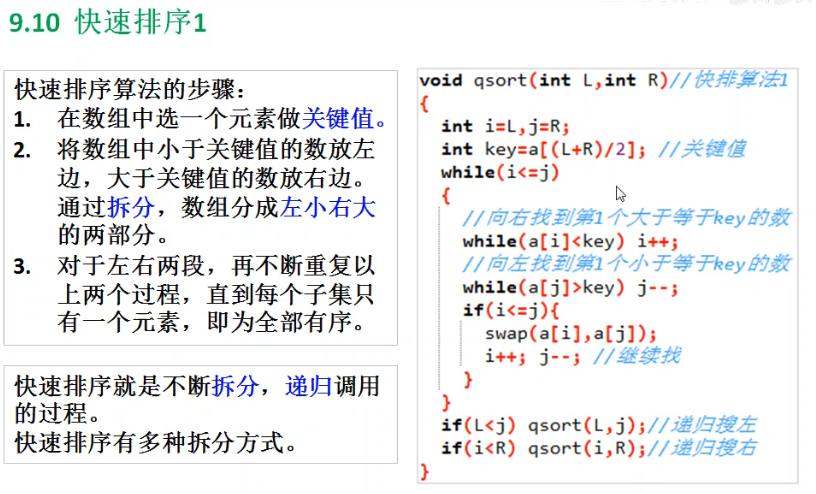 9.10 快速排序1
快速排序算法的步骤：
1. 在数组中选一个元素做关键值。
2. 将数组中小于关键值的数放左
边，大于关键值的数放右边。
通过拆分，数组分成左小右大
的两部分。
3. 对于左右两段，再不断重复以
上两个过程，直到每个子集只
有一个元素，即为全部有序。
快速排序就是不断拆分，递归调用
的过程。
快速排序有多种拆分方式。
void qsort(int L,int R)//快排算法1
{
int i=L,j=R;
int key=a[(L+R)/2]; //关键值
while(i<=j)
{
//向右找到第1个大于等于key的数
while(a[i]<key) i++;
//向左找到第1个小于等于key的数
while(a[j]>key) j--;
if(i<=j){
swap(a[i],a[j]);
i++; j--; //继续找
}
}
if(L<j) qsort(L,j);//递归搜左
if(i<R) qsort(i,R);//递归搜右
}